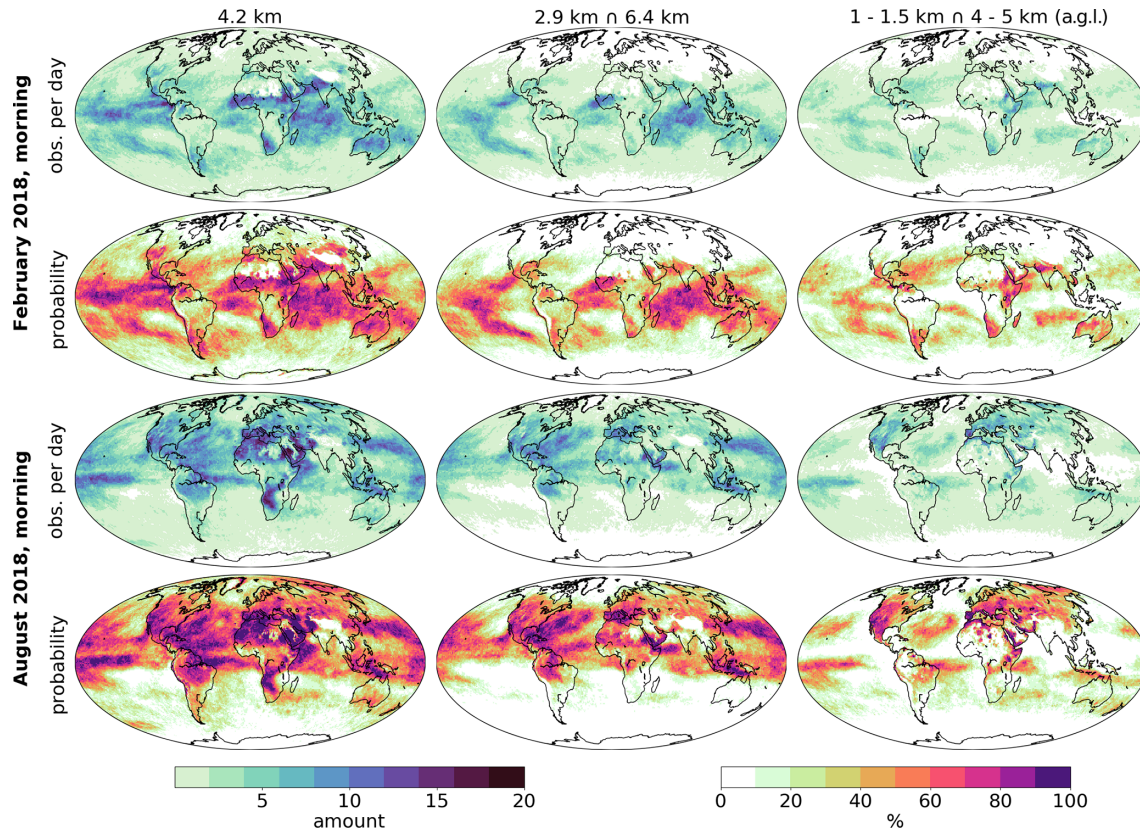 4.2 km
2.9 km ∩ 6.4 km
1 - 1.5 km ∩ 4 - 5 km (a.g.l.)
February 2018, morning
obs. per day
probability
August 2018, morning
obs. per day
probability
5 10 15 20
amount
0 20 40 60 80 100
%